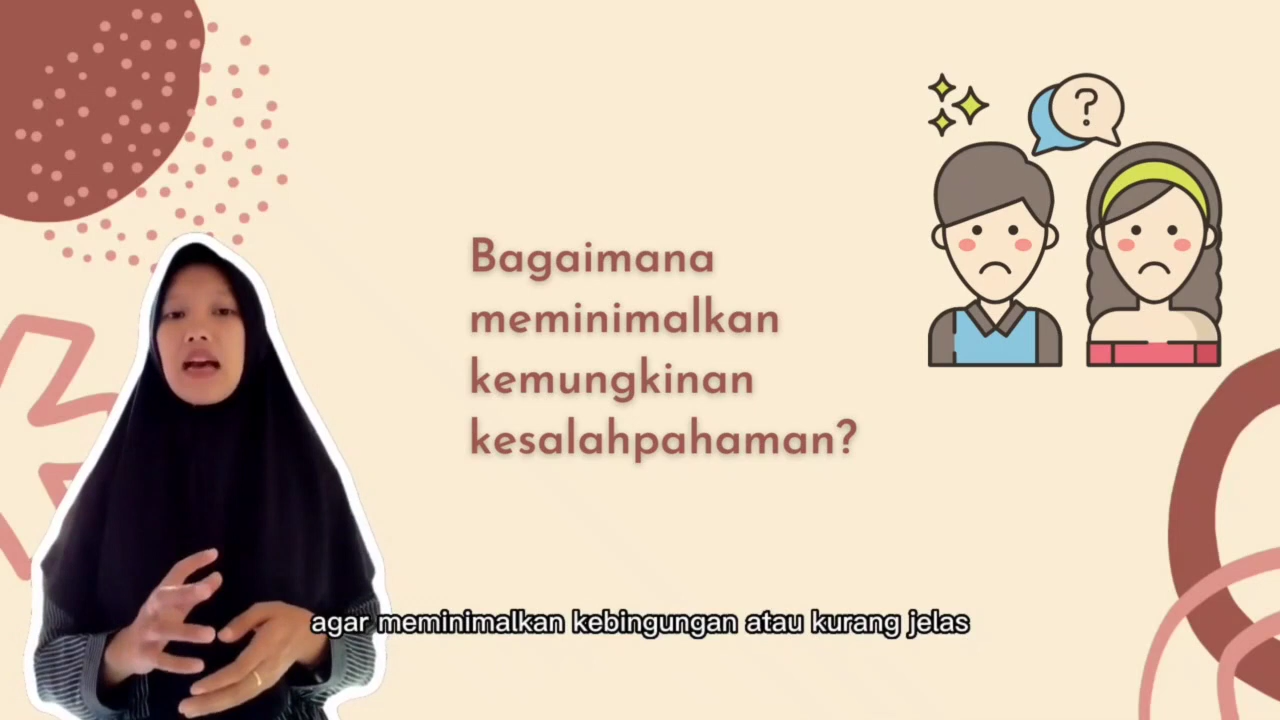 ?
Bagaimana
meminimalkan
kemungkinan
kesalahpahaman?
agar meminimalkan kebingungan atau kurang jelas